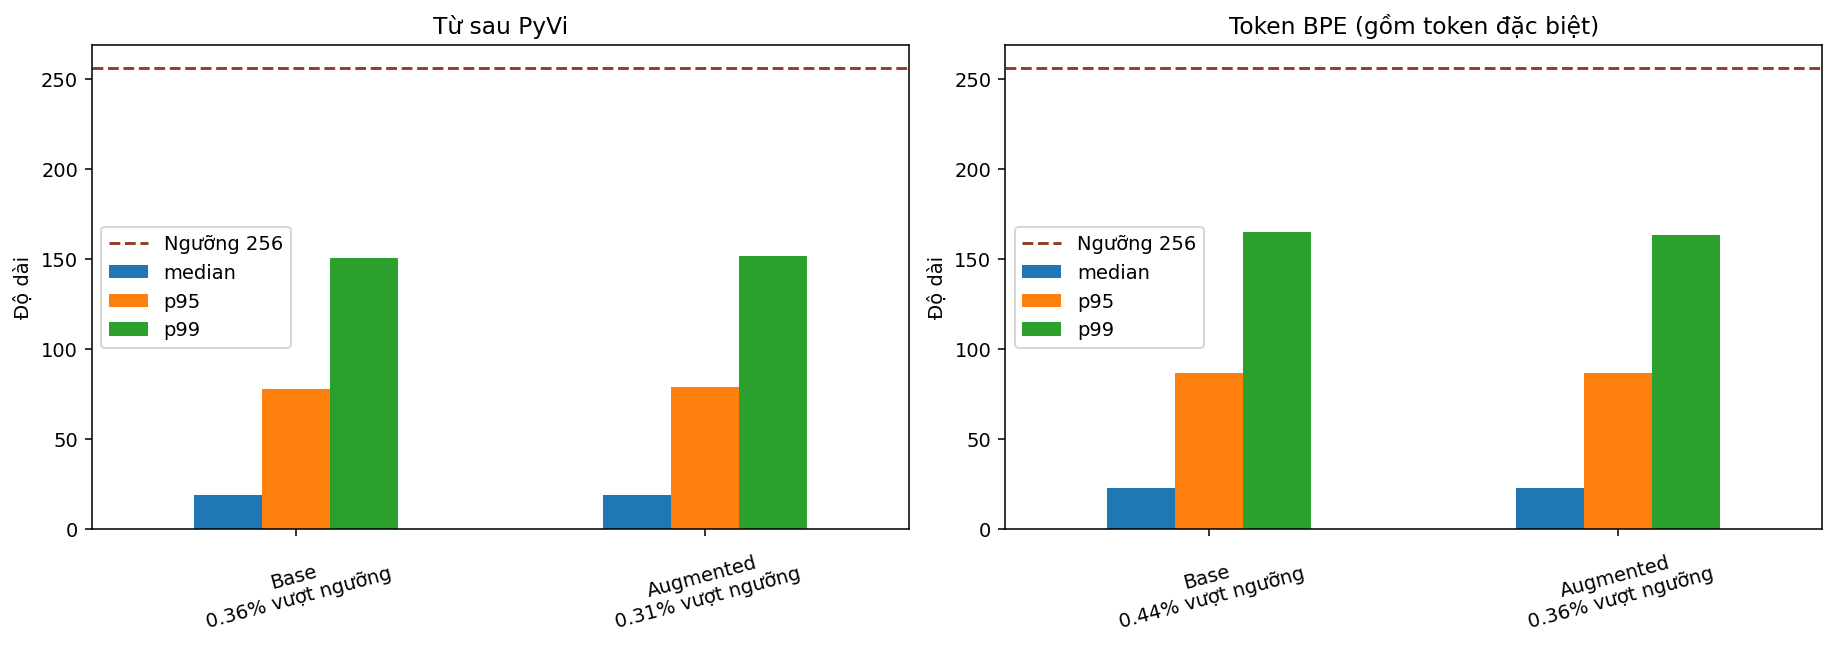 Từ sau PyVi
250
200
150
100
50
0
Độ dài
Ngưỡng 256
median
p95
p99
Base
0.36% vượt ngưỡng
Augmented
0.31% vượt ngưỡng
Token BPE (gồm token đặc biệt)
250
200
150
100
50
0
Độ dài
Ngưỡng 256
median
p95
p99
Base
0.44% vượt ngưỡng
Augmented
0.36% vượt ngưỡng